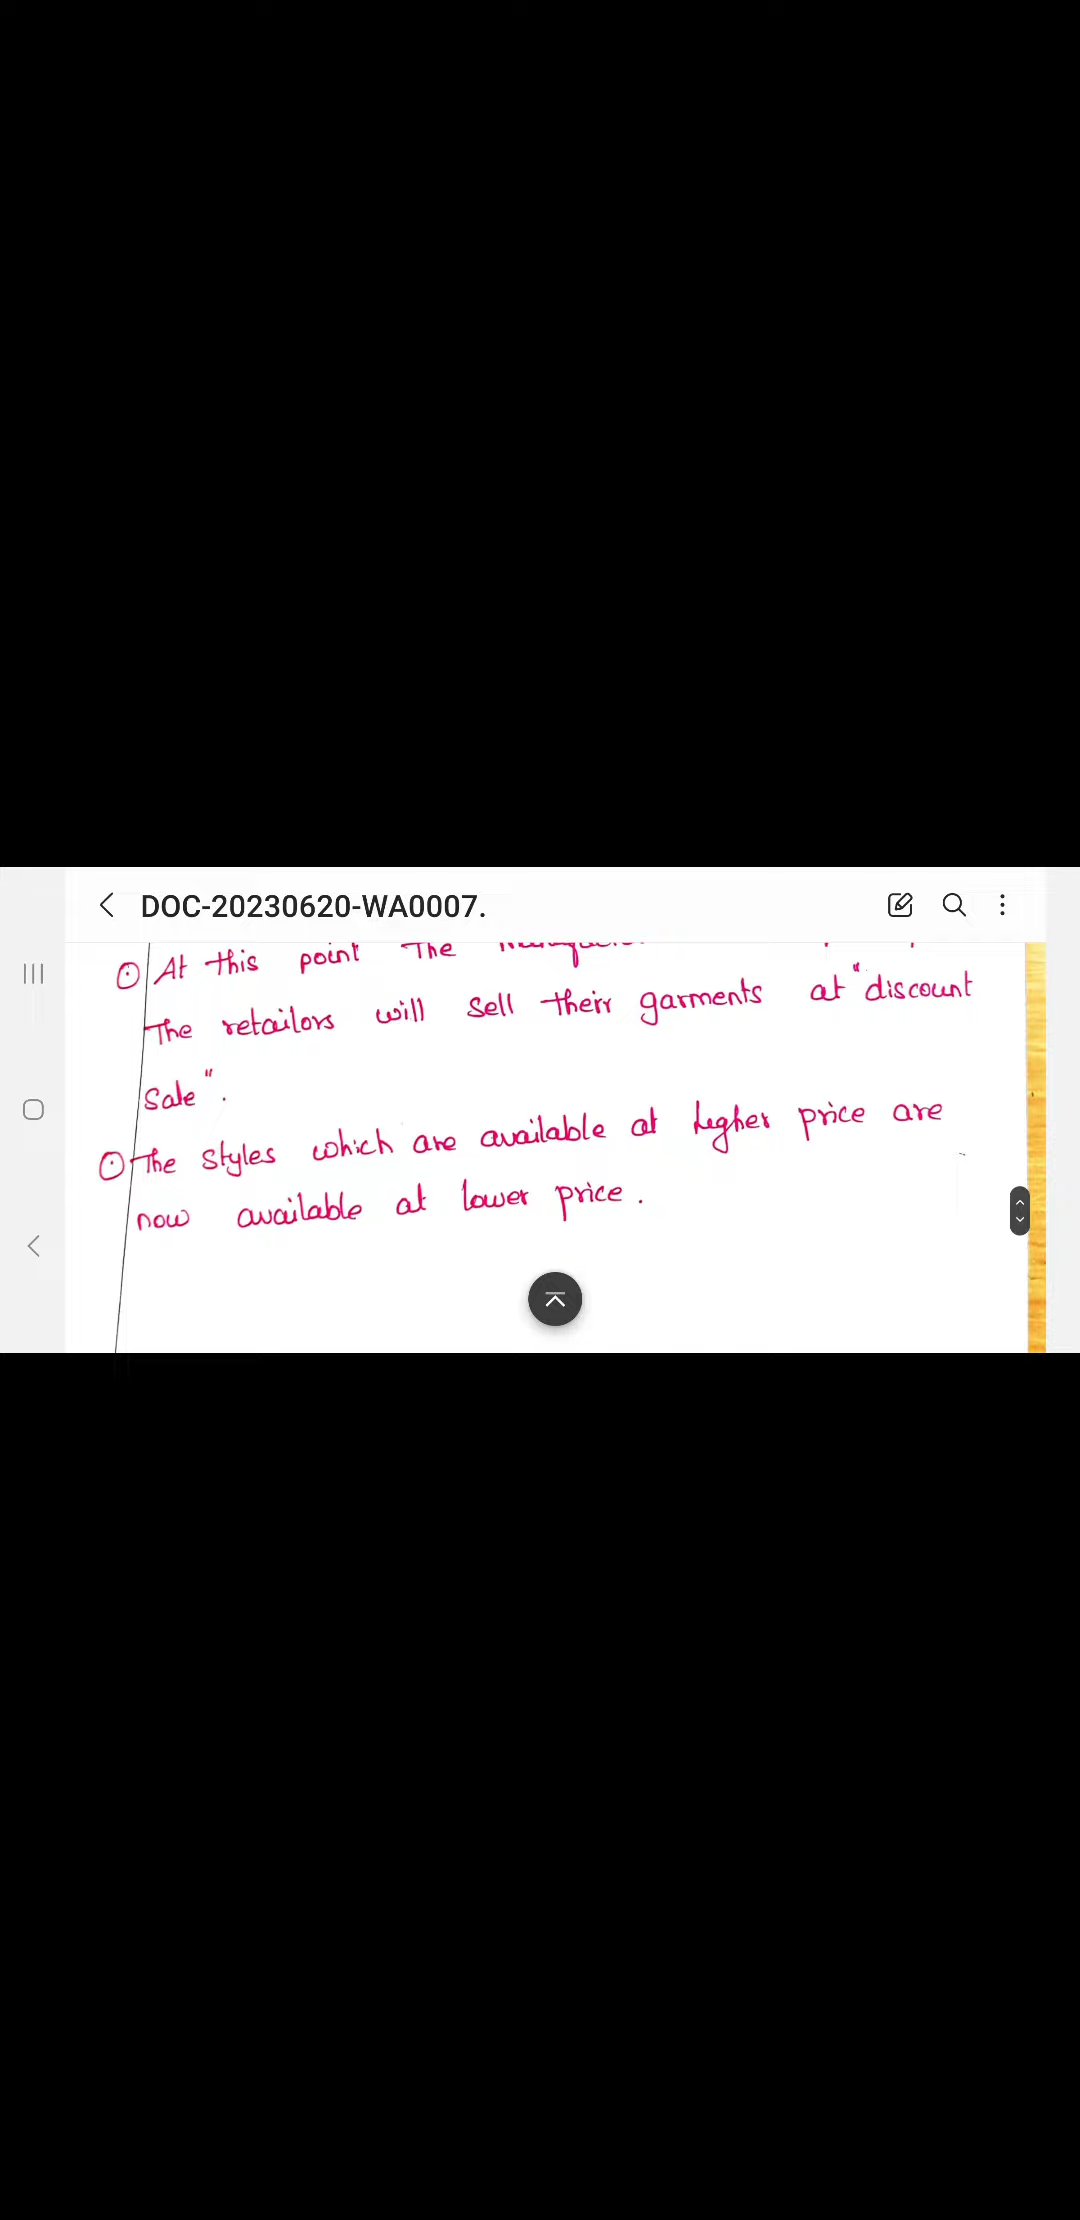 DOC-20230620-WA0007.
At this point The
The retailors will sell their garments at "discount
Sale".
The styles which are available at higher price are
now available at lower price.